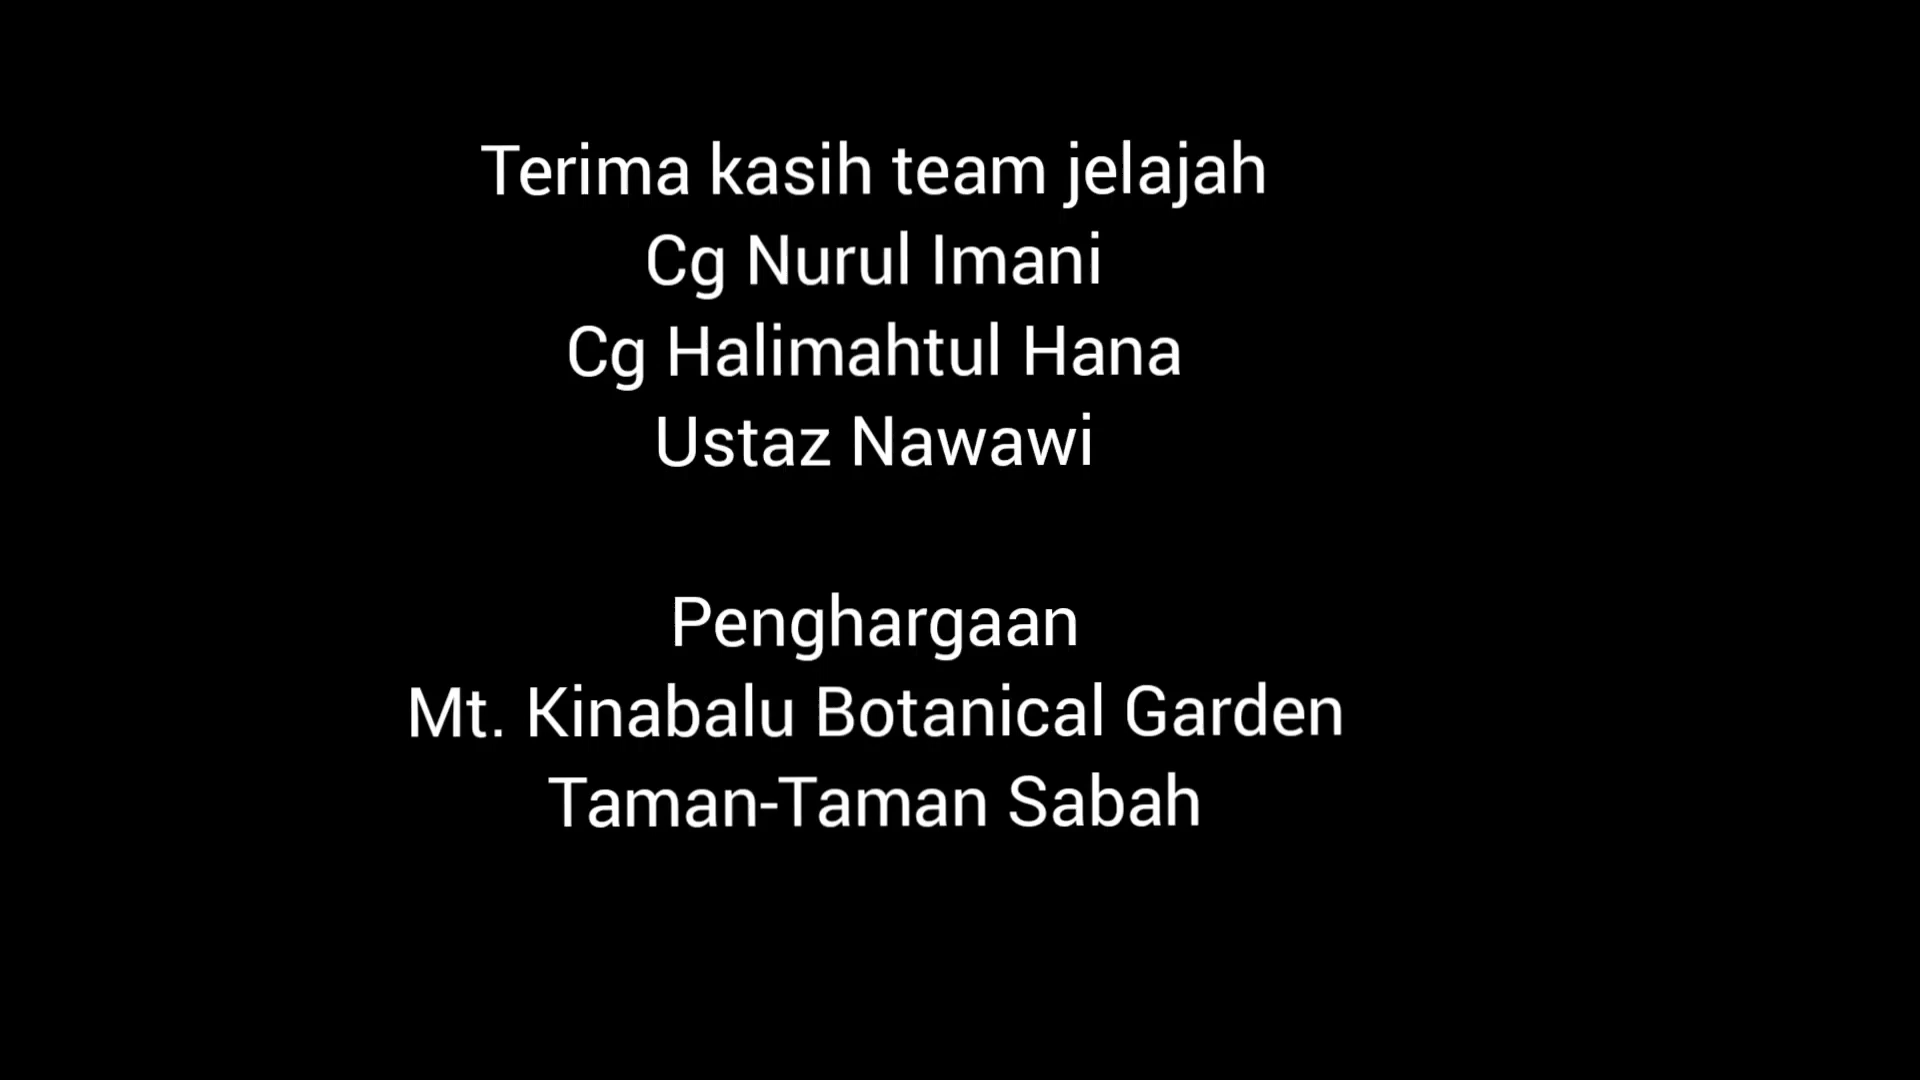 Terima kasih team jelajah
Cg Nurul Imani
Cg Halimahtul Hana
Ustaz Nawawi
Penghargaan
Mt. Kinabalu Botanical Garden
Taman-Taman Sabah